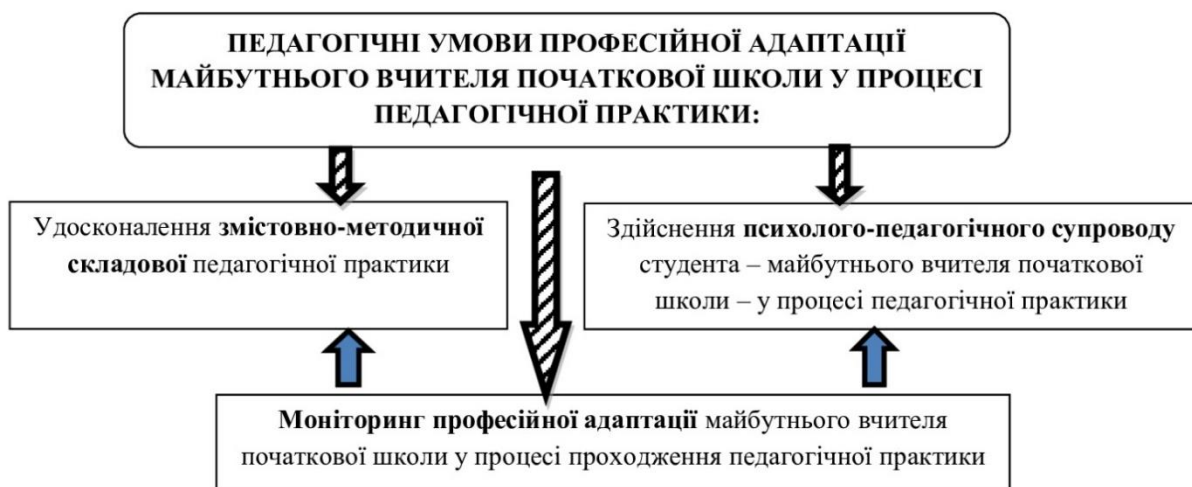 ПЕДАГОГІЧНІ УМОВИ ПРОФЕСІЙНОЇ АДАПТАЦІЇ
МАЙБУТНЬОГО ВЧИТЕЛЯ ПОЧАТКОВОЇ ШКОЛИ У ПРОЦЕСІ
ПЕДАГОГІЧНОЇ ПРАКТИКИ:
Удосконалення змістовно-методичної
складової педагогічної практики
Здійснення психолого-педагогічного супроводу
студента – майбутнього вчителя початкової
школи – у процесі педагогічної практики
Моніторинг професійної адаптації майбутнього вчителя
початкової школи у процесі проходження педагогічної практики